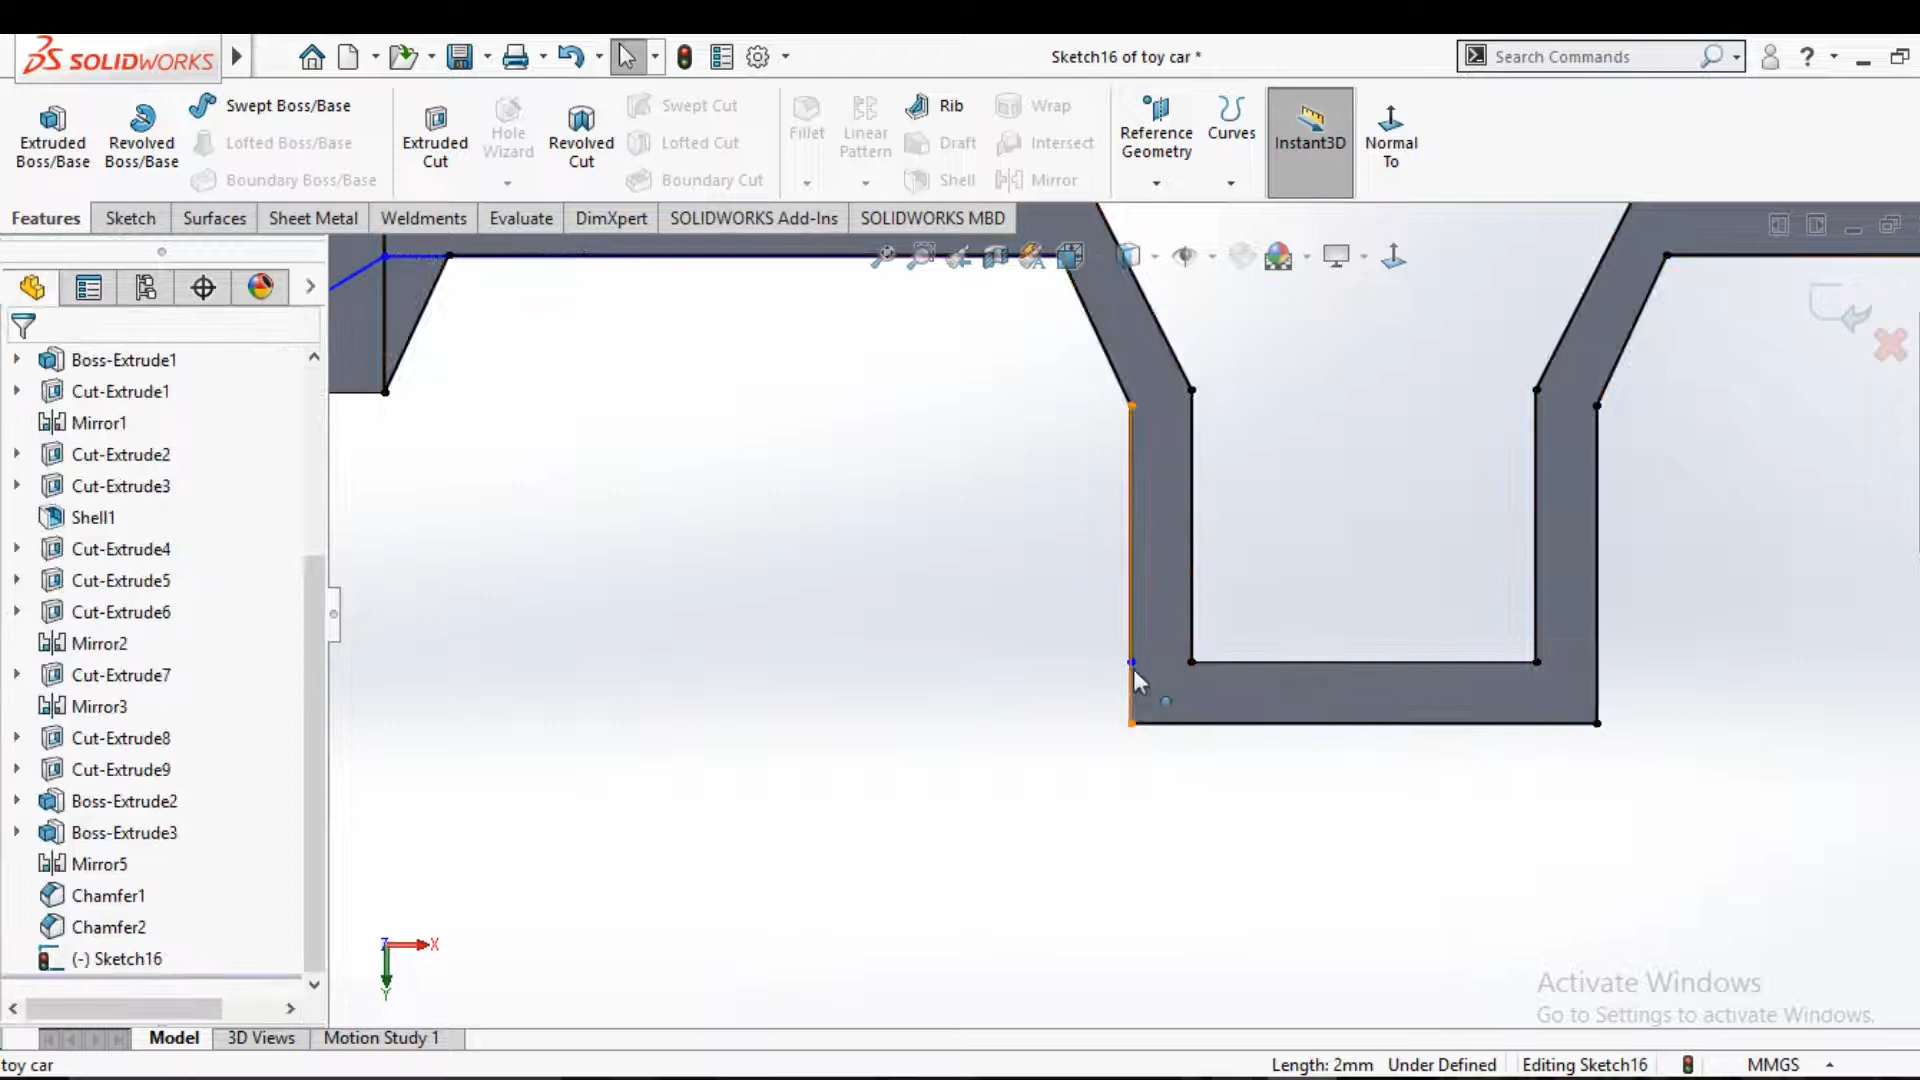 SOLIDWORKS
Sketch16 of toy car *
Search Commands
?
Extruded Boss/Base
Revolved Boss/Base
Swept Boss/Base
Lofted Boss/Base
Boundary Boss/Base
Extruded Cut
Hole Wizard
Revolved Cut
Swept Cut
Lofted Cut
Boundary Cut
Fillet
Linear Pattern
Rib
Draft
Shell
Wrap
Intersect
Mirror
Reference Geometry
Curves
Instant3D
Normal To
Features
Sketch
Surfaces
Sheet Metal
Weldments
Evaluate
DimXpert
SOLIDWORKS Add-Ins
SOLIDWORKS MBD
Boss-Extrude1
Cut-Extrude1
Mirror1
Cut-Extrude2
Cut-Extrude3
Shell1
Cut-Extrude4
Cut-Extrude5
Cut-Extrude6
Mirror2
Cut-Extrude7
Mirror3
Cut-Extrude8
Cut-Extrude9
Boss-Extrude2
Boss-Extrude3
Mirror5
Chamfer1
Chamfer2
(-) Sketch16
Z
X
Y
Activate Windows
Go to Settings to activate Windows.
Model
3D Views
Motion Study 1
toy car
Length: 2mm
Under Defined
Editing Sketch16
MMGS